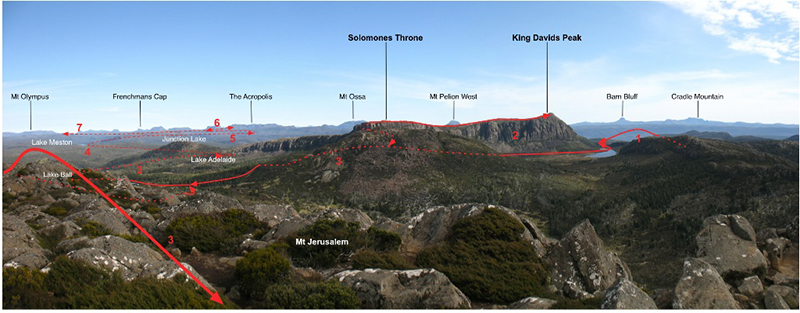 Solomones Throne
King Davids Peak
Mt Olympus
Frenchmans Cap
The Acropolis
Mt Ossa
Mt Pelion West
Barn Bluff
Cradle Mountain
7
6
5
Lake Meston
Junction Lake
4
2
1
Lake Adelaide
3
Lake Ball
3
Mt Jerusalem